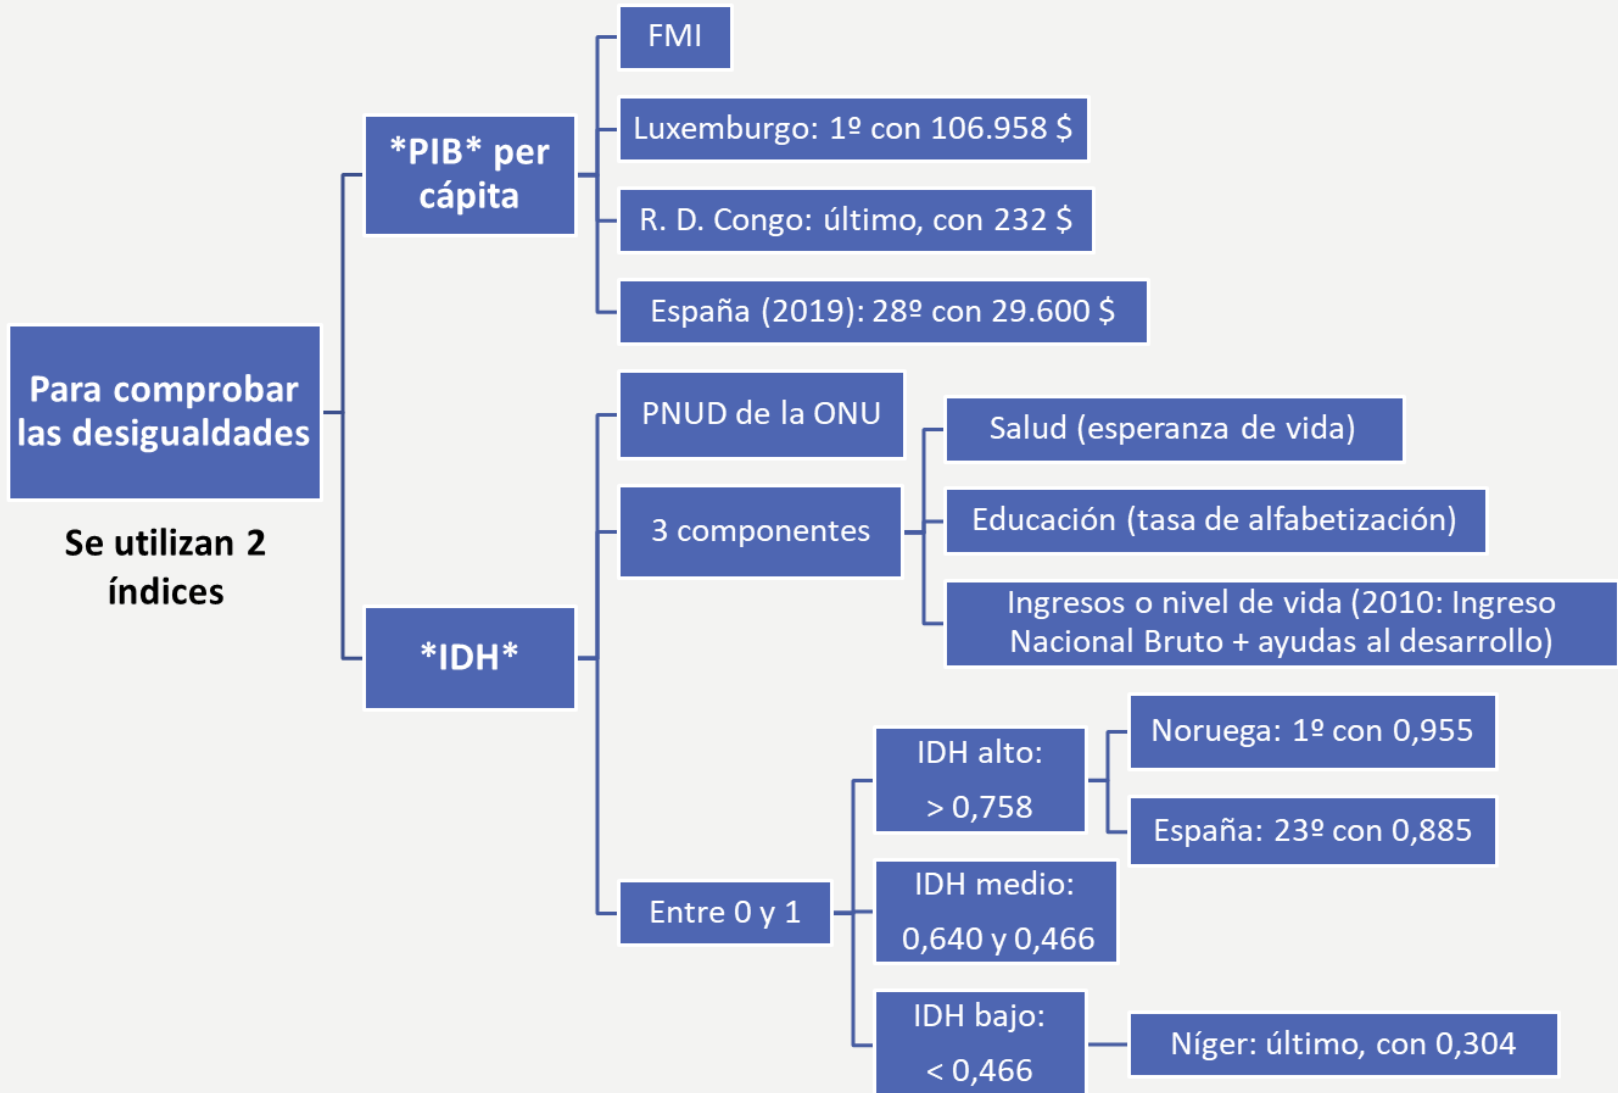 Para comprobar
las desigualdades
Se utilizan 2
índices
*PIB* per
cápita
FMI
Luxemburgo: 1º con 106.958 $
R. D. Congo: último, con 232 $
España (2019): 28º con 29.600 $
*IDH*
PNUD de la ONU
3 componentes
Salud (esperanza de vida)
Educación (tasa de alfabetización)
Ingresos o nivel de vida (2010: Ingreso
Nacional Bruto + ayudas al desarrollo)
Entre 0 y 1
IDH alto:
> 0,758
Noruega: 1º con 0,955
España: 23º con 0,885
IDH medio:
0,640 y 0,466
IDH bajo:
< 0,466
Níger: último, con 0,304